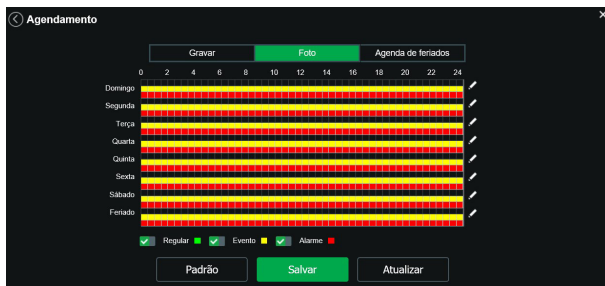 Agendamento
Gravar Foto Agenda de feriados
0 2 4 6 8 10 12 14 16 18 20 22 24
Domingo
Segunda
Terça
Quarta
Quinta
Sexta
Sábado
Feriado
Regular Evento Alarme
Padrão Salvar Atualizar